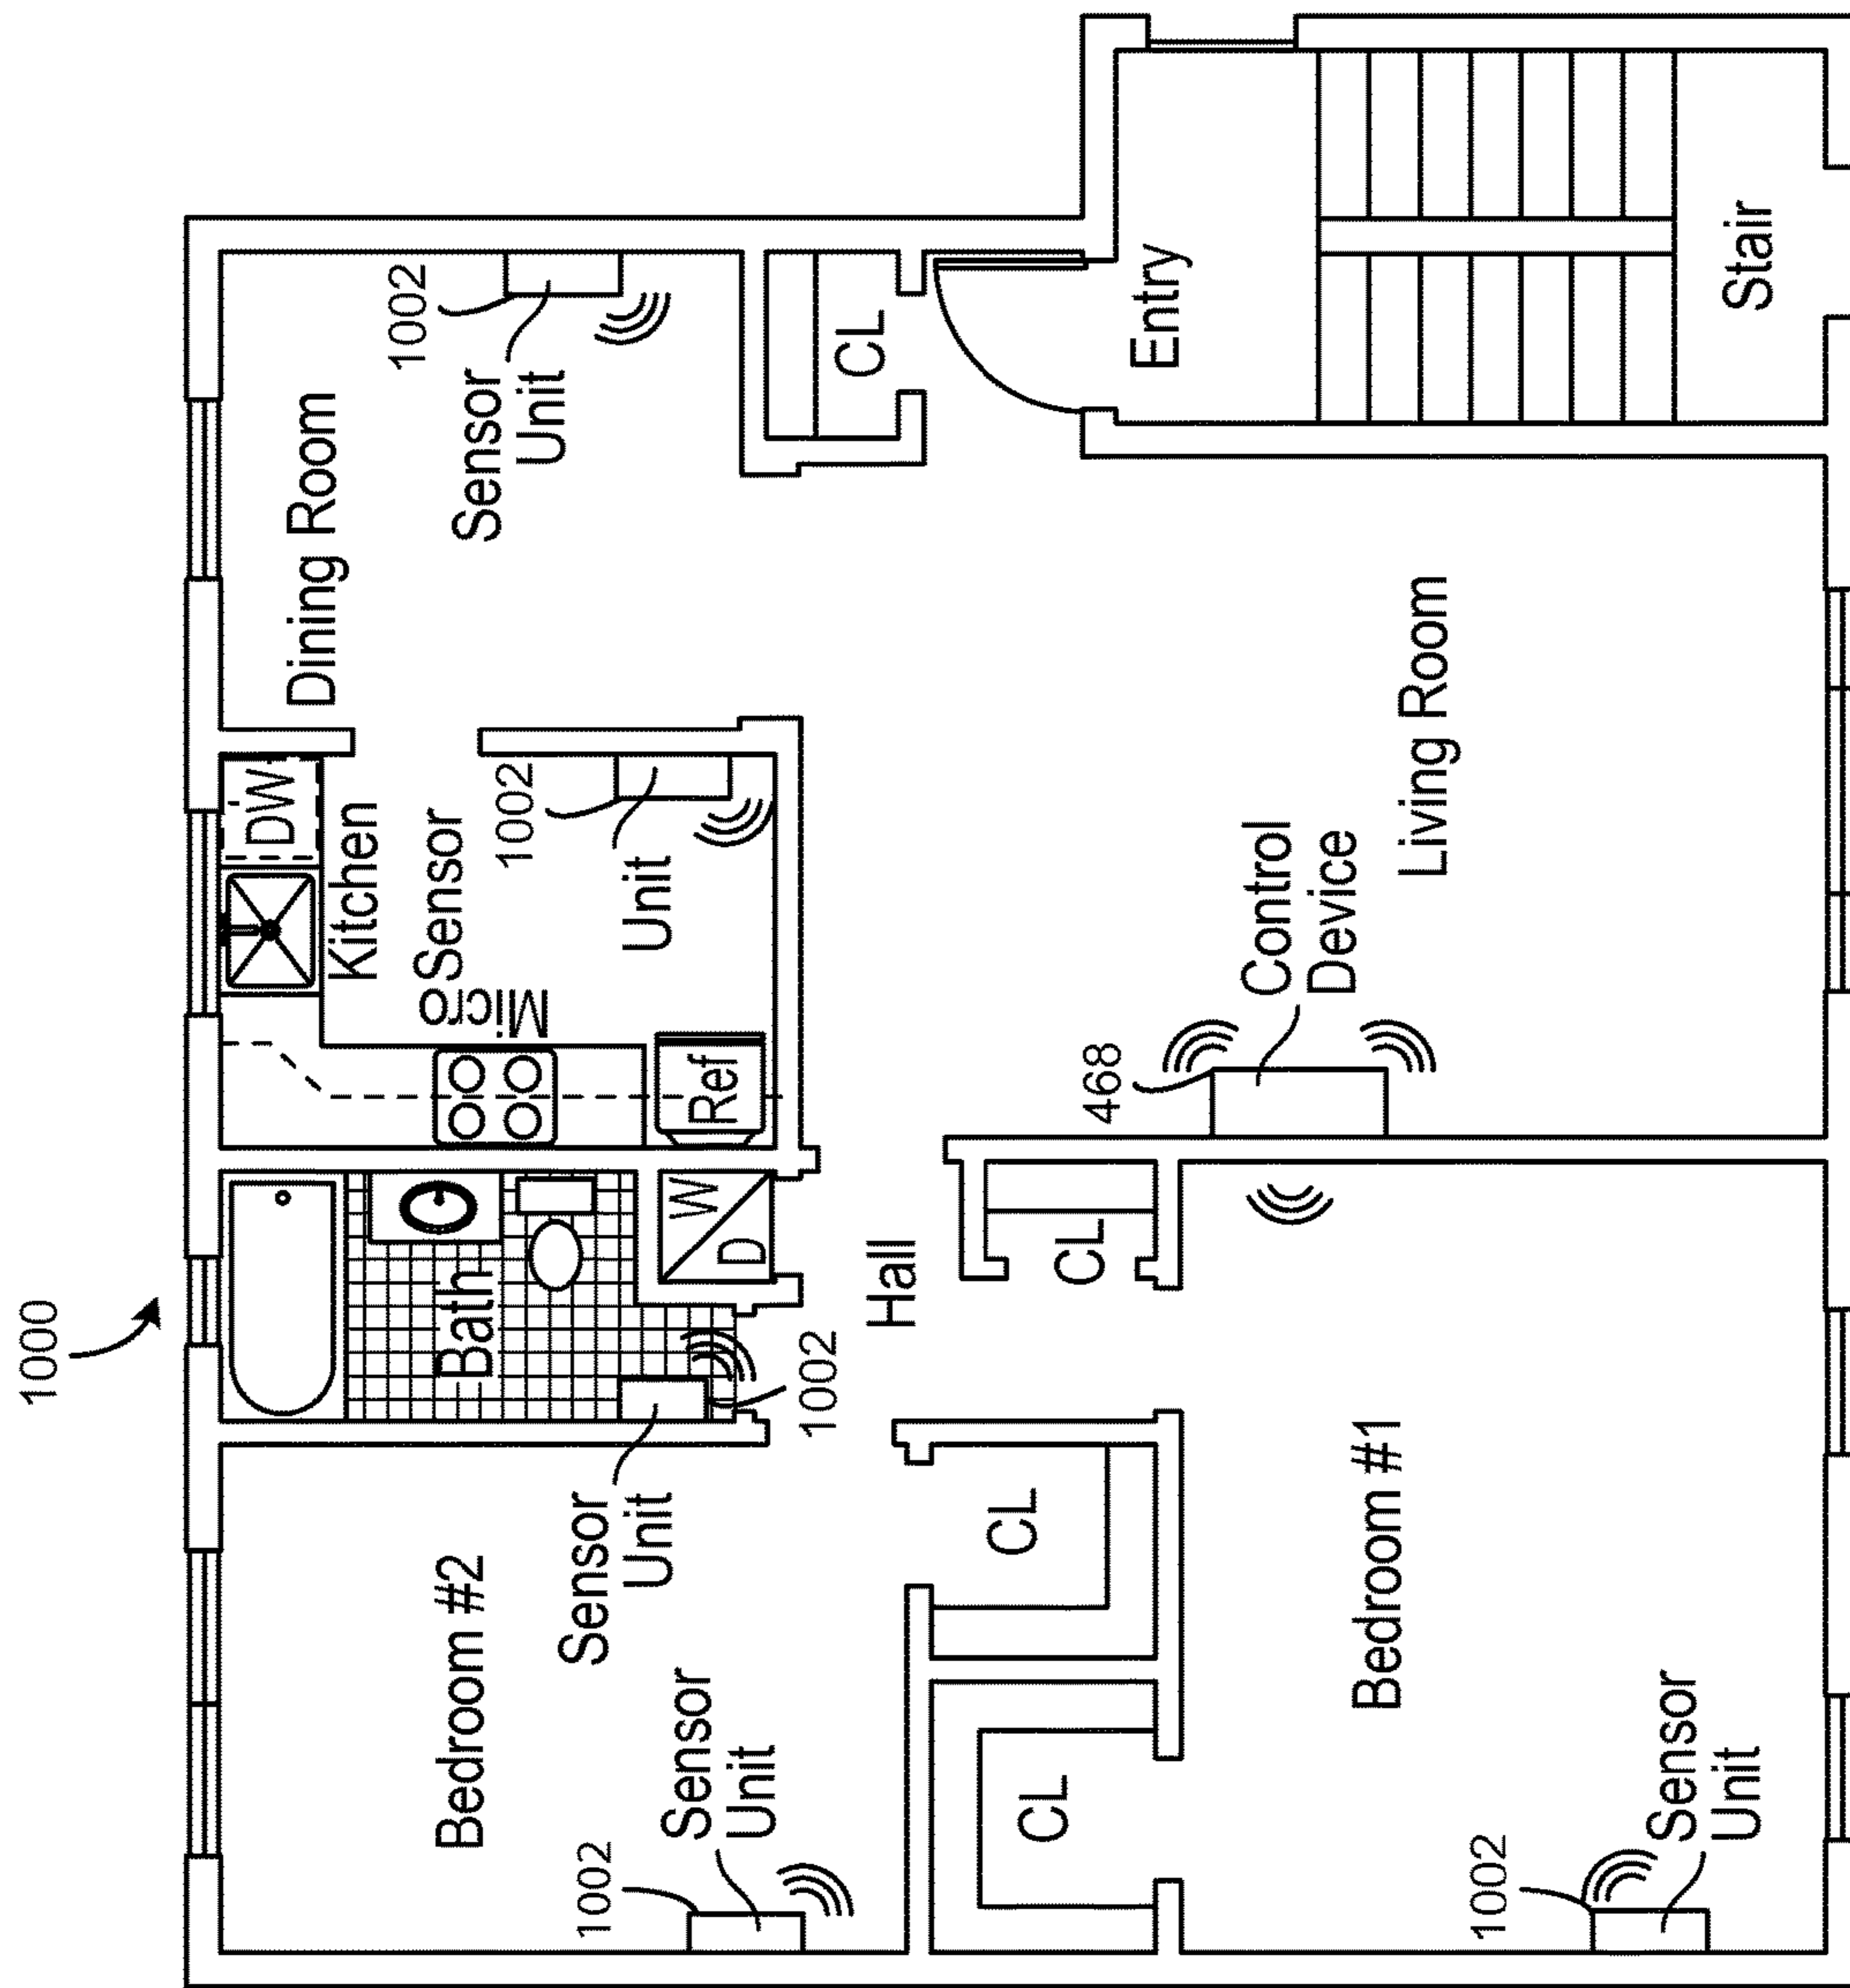 1000
Bedroom #2
Sensor
Unit
1002
Sensor
Unit
1002
Bath
W
D
Hall
CL
CL
CL
Bedroom #1
1002
Sensor
Unit
DW
Kitchen
Micro
Ref
Sensor
Unit
1002
Dining Room
Sensor
Unit
1002
CL
Entry
Stair
468
Control
Device
Living Room